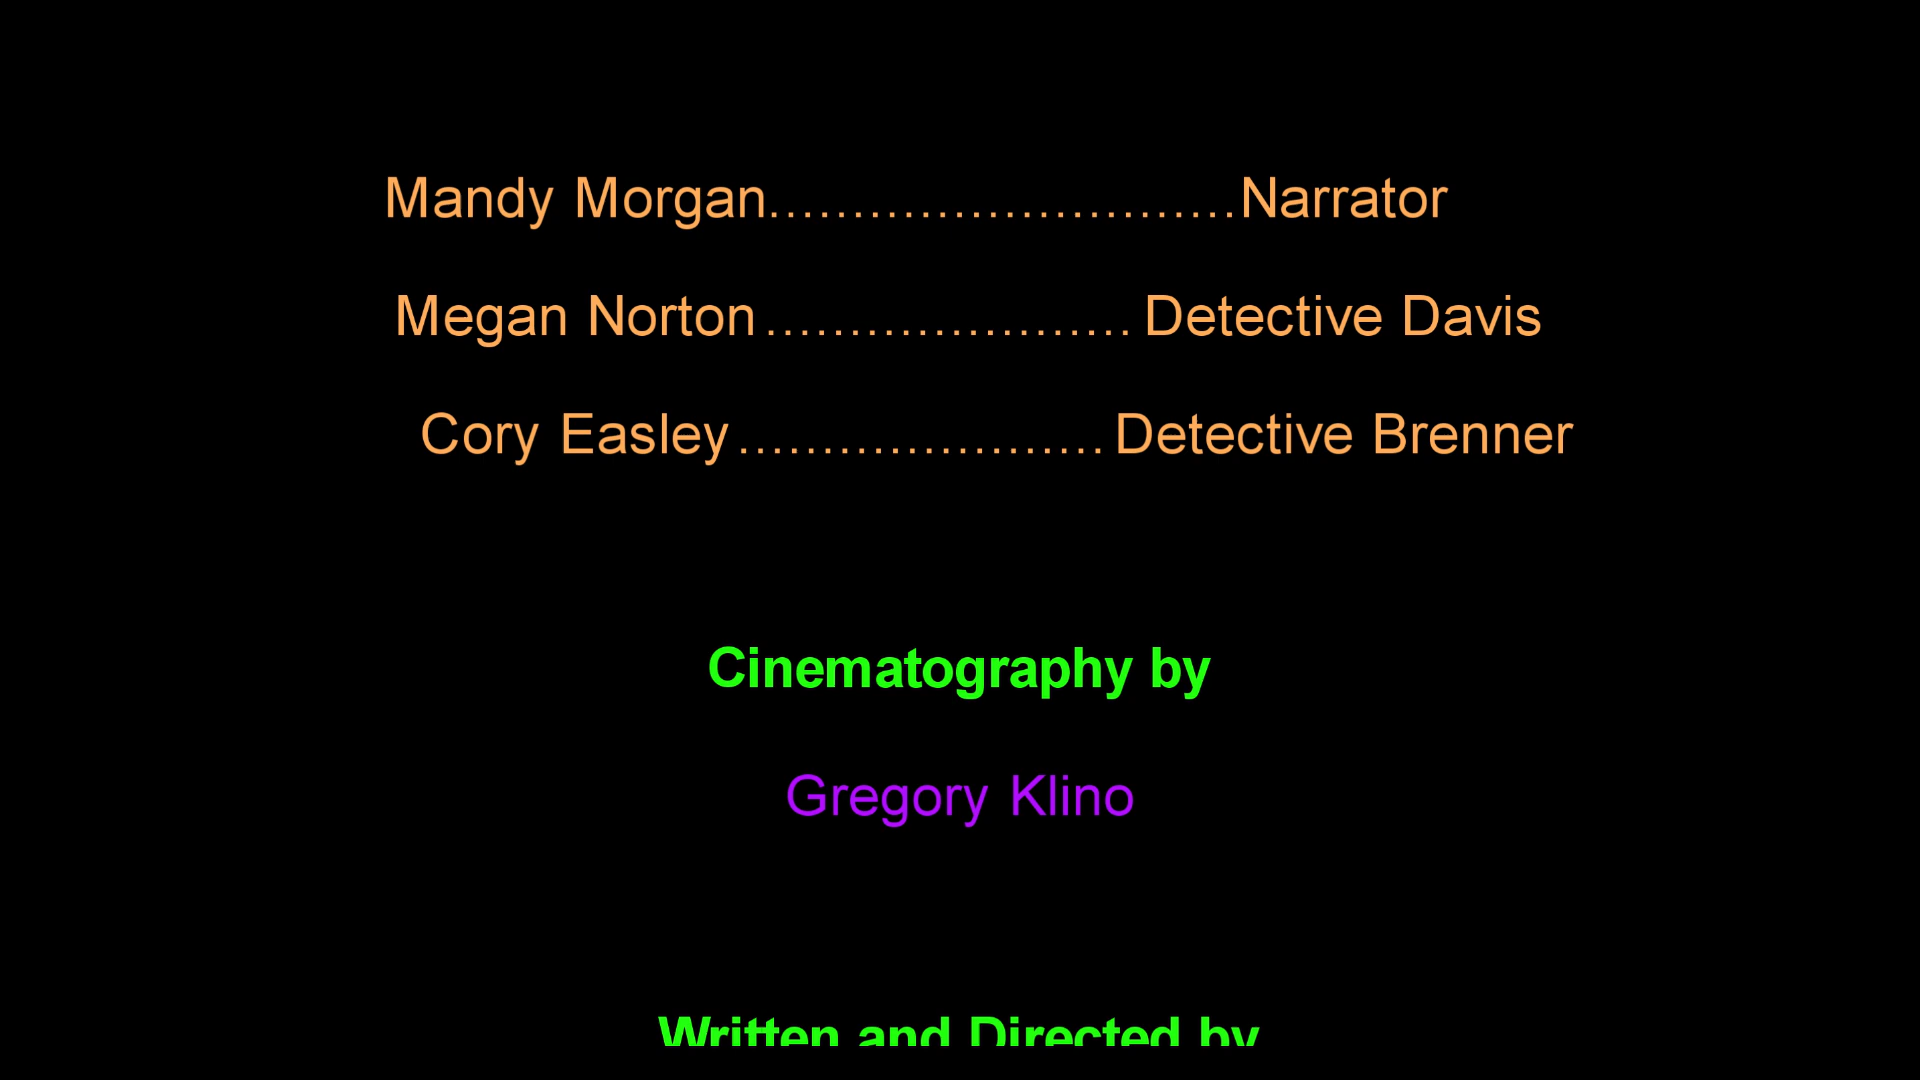 Mandy Morgan............................Narrator
Megan Norton...................... Detective Davis
Cory Easley...................... Detective Brenner
Cinematography by
Gregory Klino
Written and Directed by